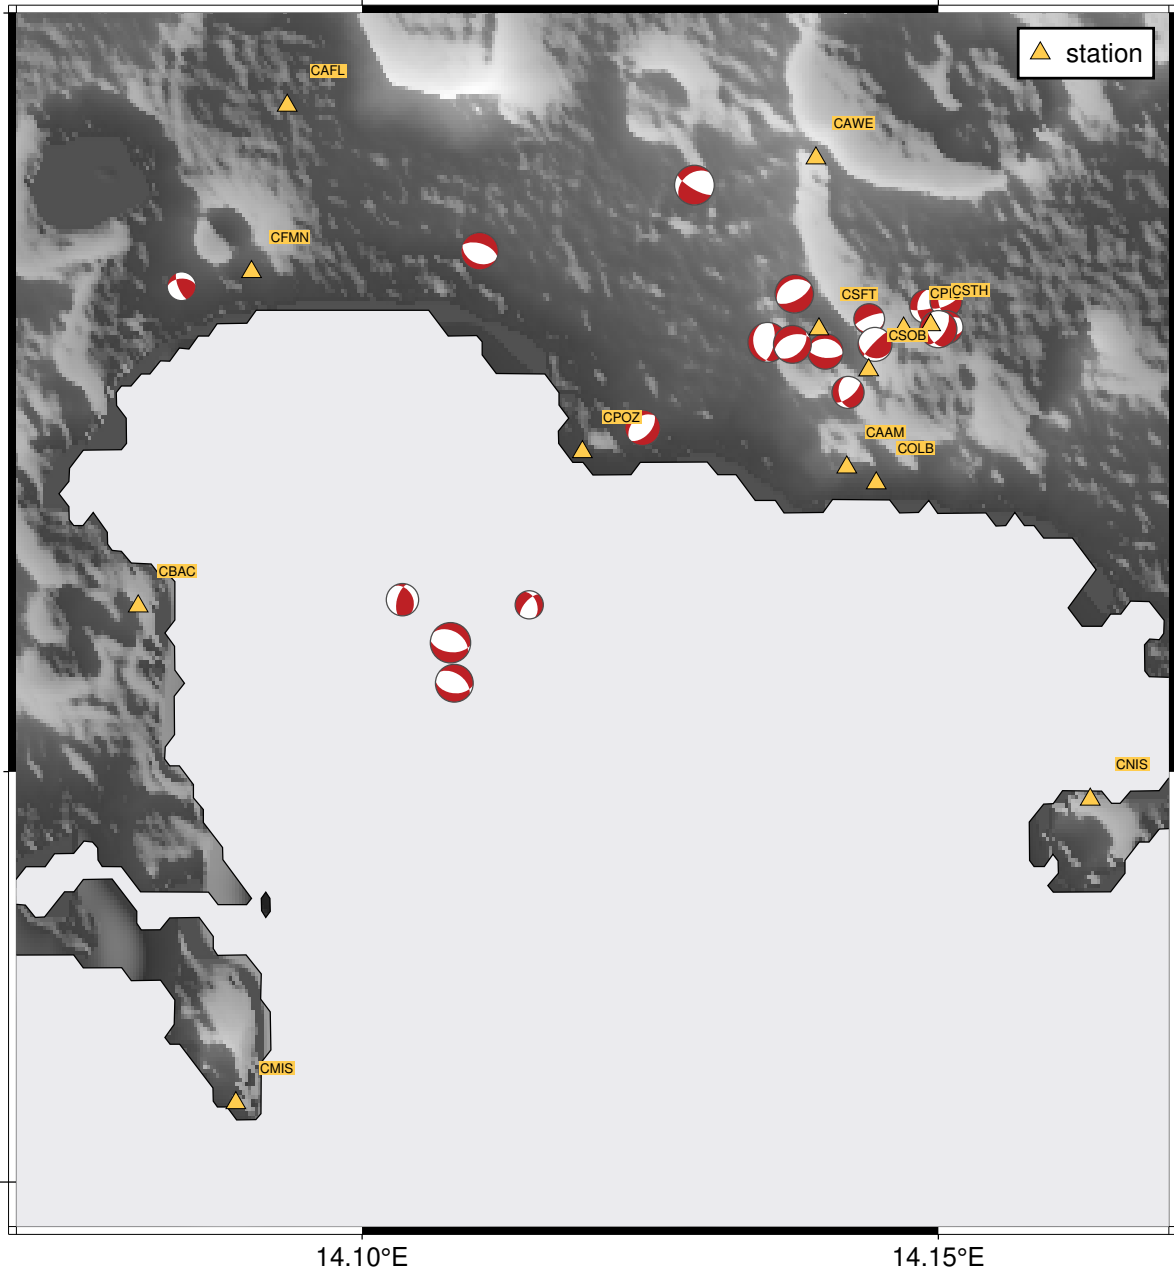 station
CAFL
CAWE
CFMN
CSFT
CSTH
CSOB
CPOZ
CAAM
COLB
CBAC
CNIS
CMIS
14.10°E
14.15°E